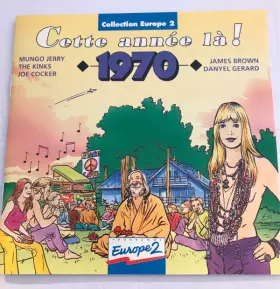 Collection Europe 2
Cette année là!
1970
MUNGO JERRY
THE KINKS
JOE COCKER
JAMES BROWN
DANYEL GERARD
Europe 2